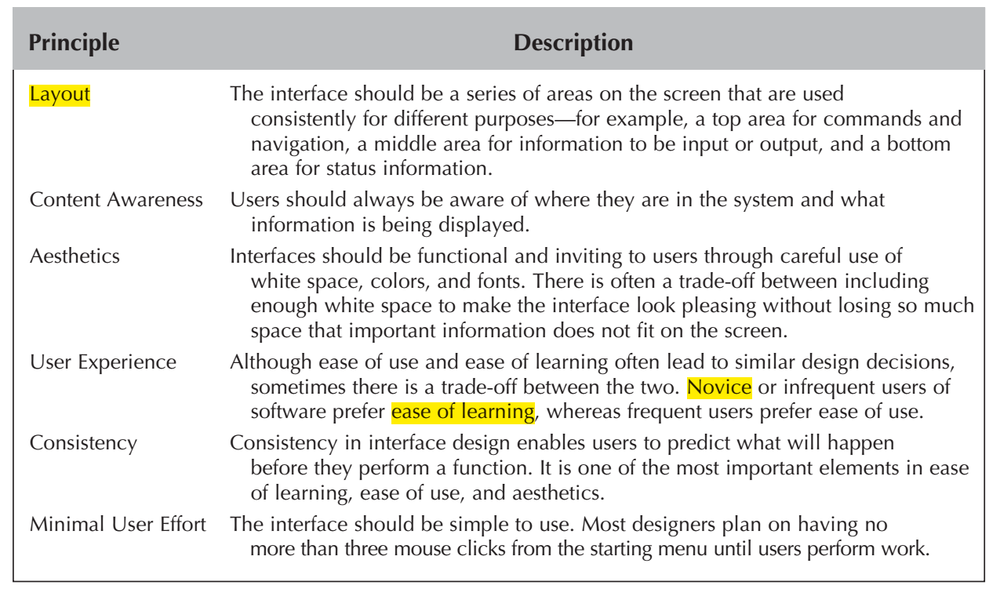 Principle Description
Layout The interface should be a series of areas on the screen that are used
consistently for different purposes—for example, a top area for commands and
navigation, a middle area for information to be input or output, and a bottom
area for status information.
Content Awareness Users should always be aware of where they are in the system and what
information is being displayed.
Aesthetics Interfaces should be functional and inviting to users through careful use of
white space, colors, and fonts. There is often a trade-off between including
enough white space to make the interface look pleasing without losing so much
space that important information does not fit on the screen.
User Experience Although ease of use and ease of learning often lead to similar design decisions,
sometimes there is a trade-off between the two. Novice or infrequent users of
software prefer ease of learning, whereas frequent users prefer ease of use.
Consistency Consistency in interface design enables users to predict what will happen
before they perform a function. It is one of the most important elements in ease
of learning, ease of use, and aesthetics.
Minimal User Effort The interface should be simple to use. Most designers plan on having no
more than three mouse clicks from the starting menu until users perform work.